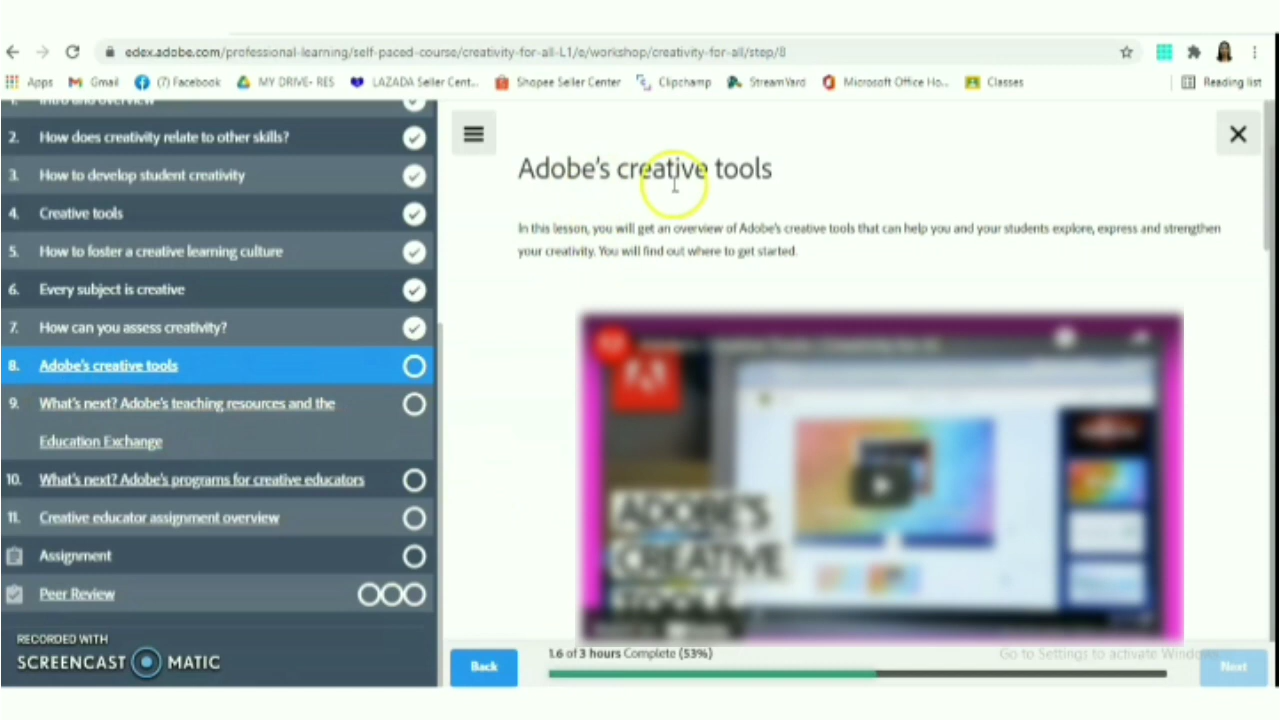 edex.adobe.com/professional-learning/self-paced-course/creativity-for-all-L1/e/workshop/creativity-for-all/step/8
Apps Gmail (7) Facebook MY DRIVE- RES LAZADA Seller Cent... Shopee Seller Center Clipchamp StreamYard Microsoft Office Ho... Classes Reading list
1. Intro and overview
2. How does creativity relate to other skills?
3. How to develop student creativity
4. Creative tools
5. How to foster a creative learning culture
6. Every subject is creative
7. How can you assess creativity?
8. Adobe's creative tools
9. What's next? Adobe's teaching resources and the
Education Exchange
10. What's next? Adobe's programs for creative educators
11. Creative educator assignment overview
Assignment
Peer Review
RECORDED WITH
SCREENCAST MATIC
Adobe's creative tools
In this lesson, you will get an overview of Adobe's creative tools that can help you and your students explore, express and strengthen
your creativity. You will find out where to get started.
ADOBE'S
CREATIVE
TOOLS
Back
1.6 of 3 hours Complete (53%)
Go to Settings to activate Windows.
Next